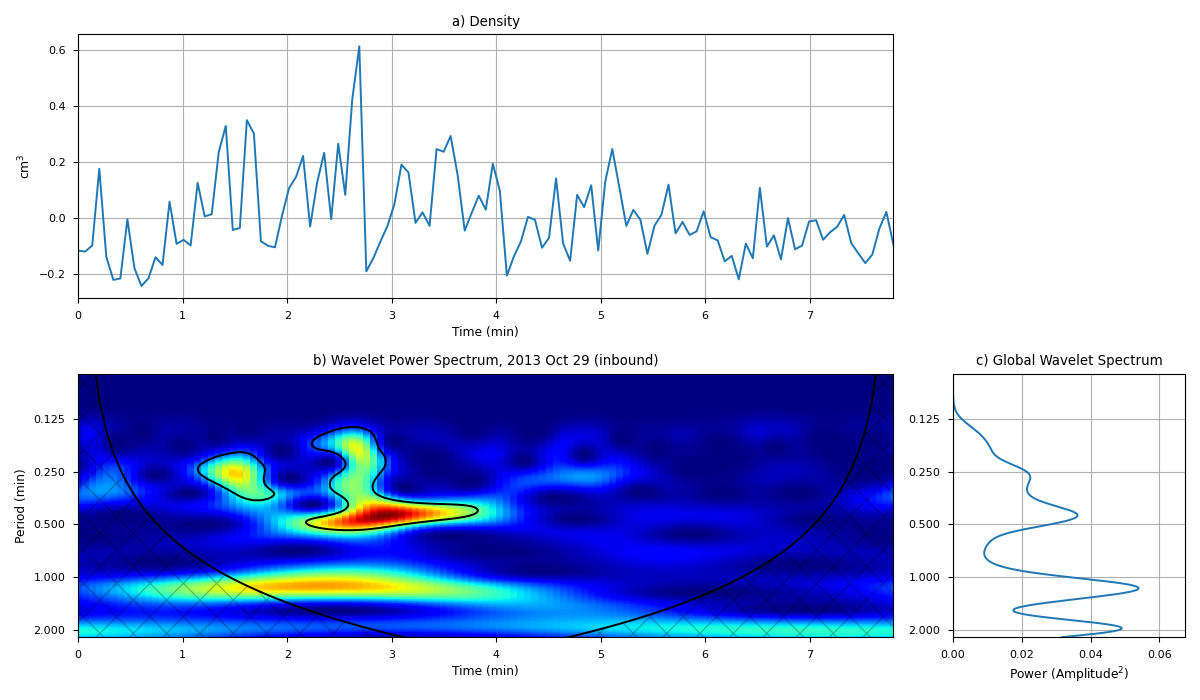 a) Density
cm³
0.6
0.4
0.2
0.0
−0.2
0 1 2 3 4 5 6 7
Time (min)
b) Wavelet Power Spectrum, 2013 Oct 29 (inbound)
Period (min)
0.125
0.250
0.500
1.000
2.000
0 1 2 3 4 5 6 7
Time (min)
c) Global Wavelet Spectrum
0.125
0.250
0.500
1.000
2.000
0.00 0.02 0.04 0.06
Power (Amplitude²)